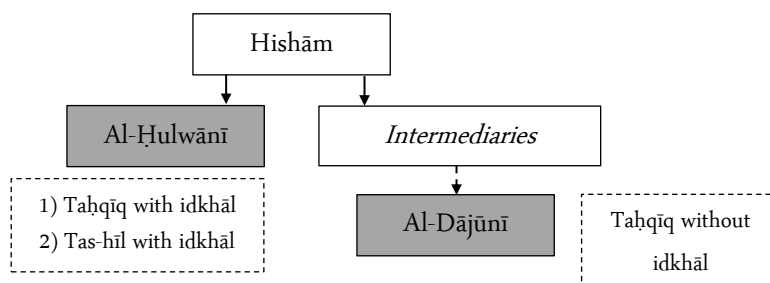 Hishām
Al-Ḥulwānī
Intermediaries
1) Taḥqīq with idkhāl
2) Tas-hīl with idkhāl
Al-Dājūnī
Taḥqīq without
idkhāl